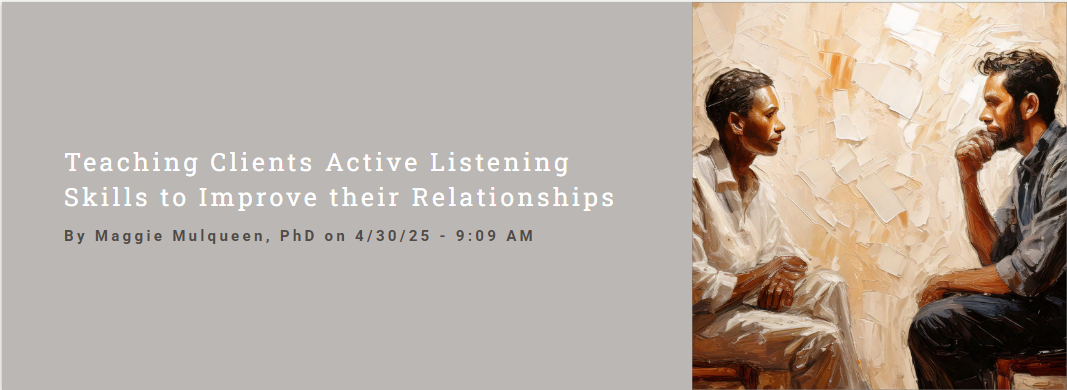 Teaching Clients Active Listening
Skills to Improve their Relationships
By Maggie Mulqueen, PhD on 4/30/25 - 9:09 AM